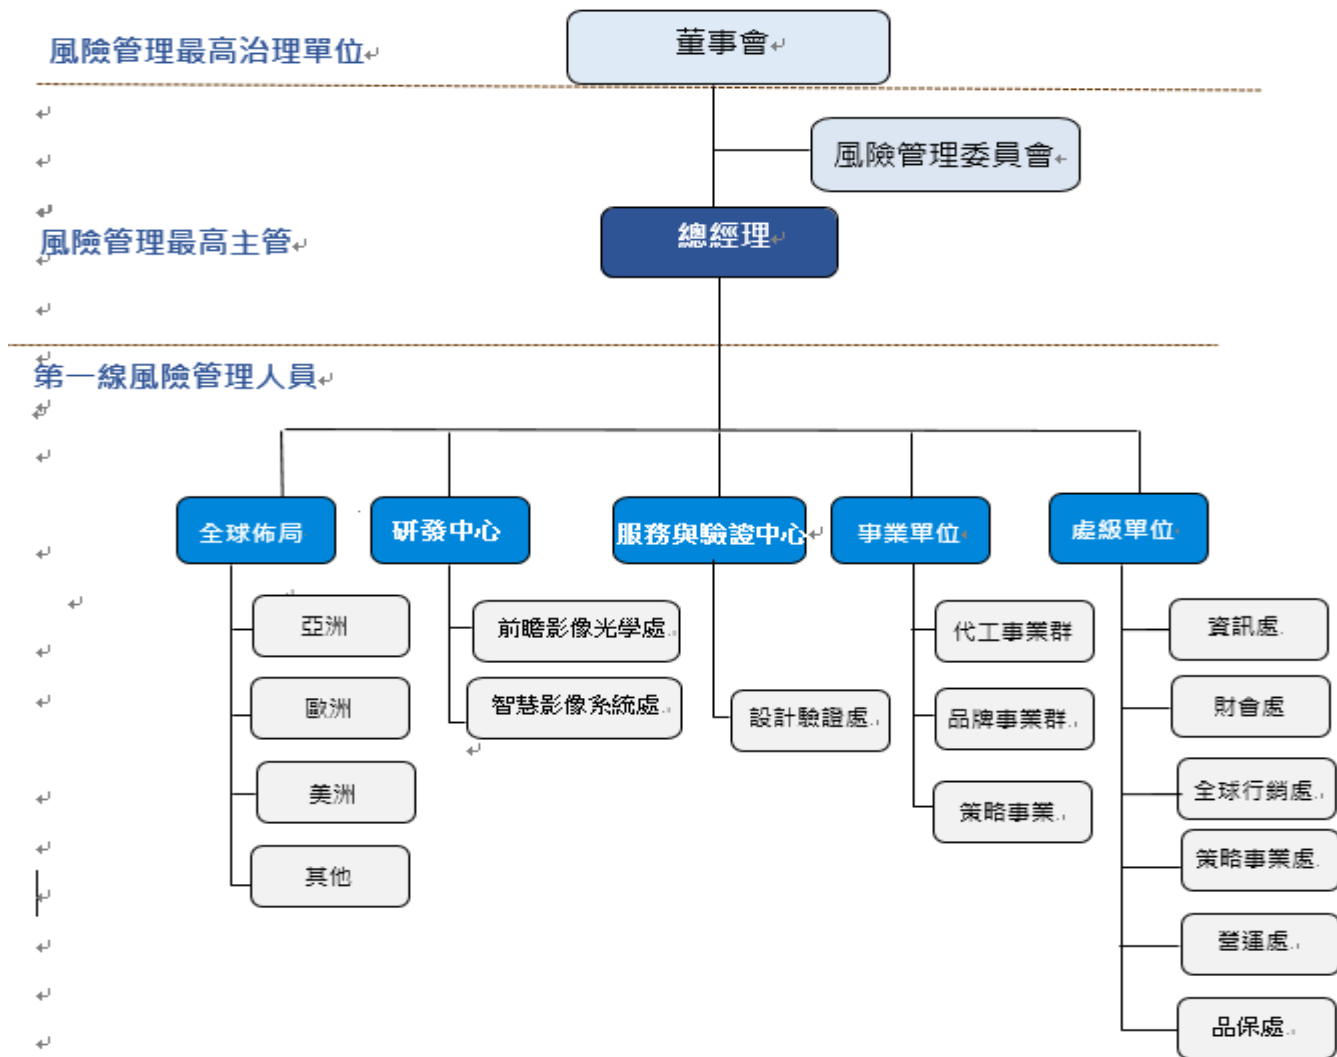 風險管理最高治理單位
董事會
風險管理委員會
風險管理最高主管
總經理
第一線風險管理人員
全球佈局
研發中心
服務與驗證中心
事業單位
處級單位
亞洲
歐洲
美洲
其他
前瞻影像光學處
智慧影像系統處
設計驗證處
代工事業群
品牌事業群
策略事業
資訊處
財會處
全球行銷處
策略事業處
營運處
品保處